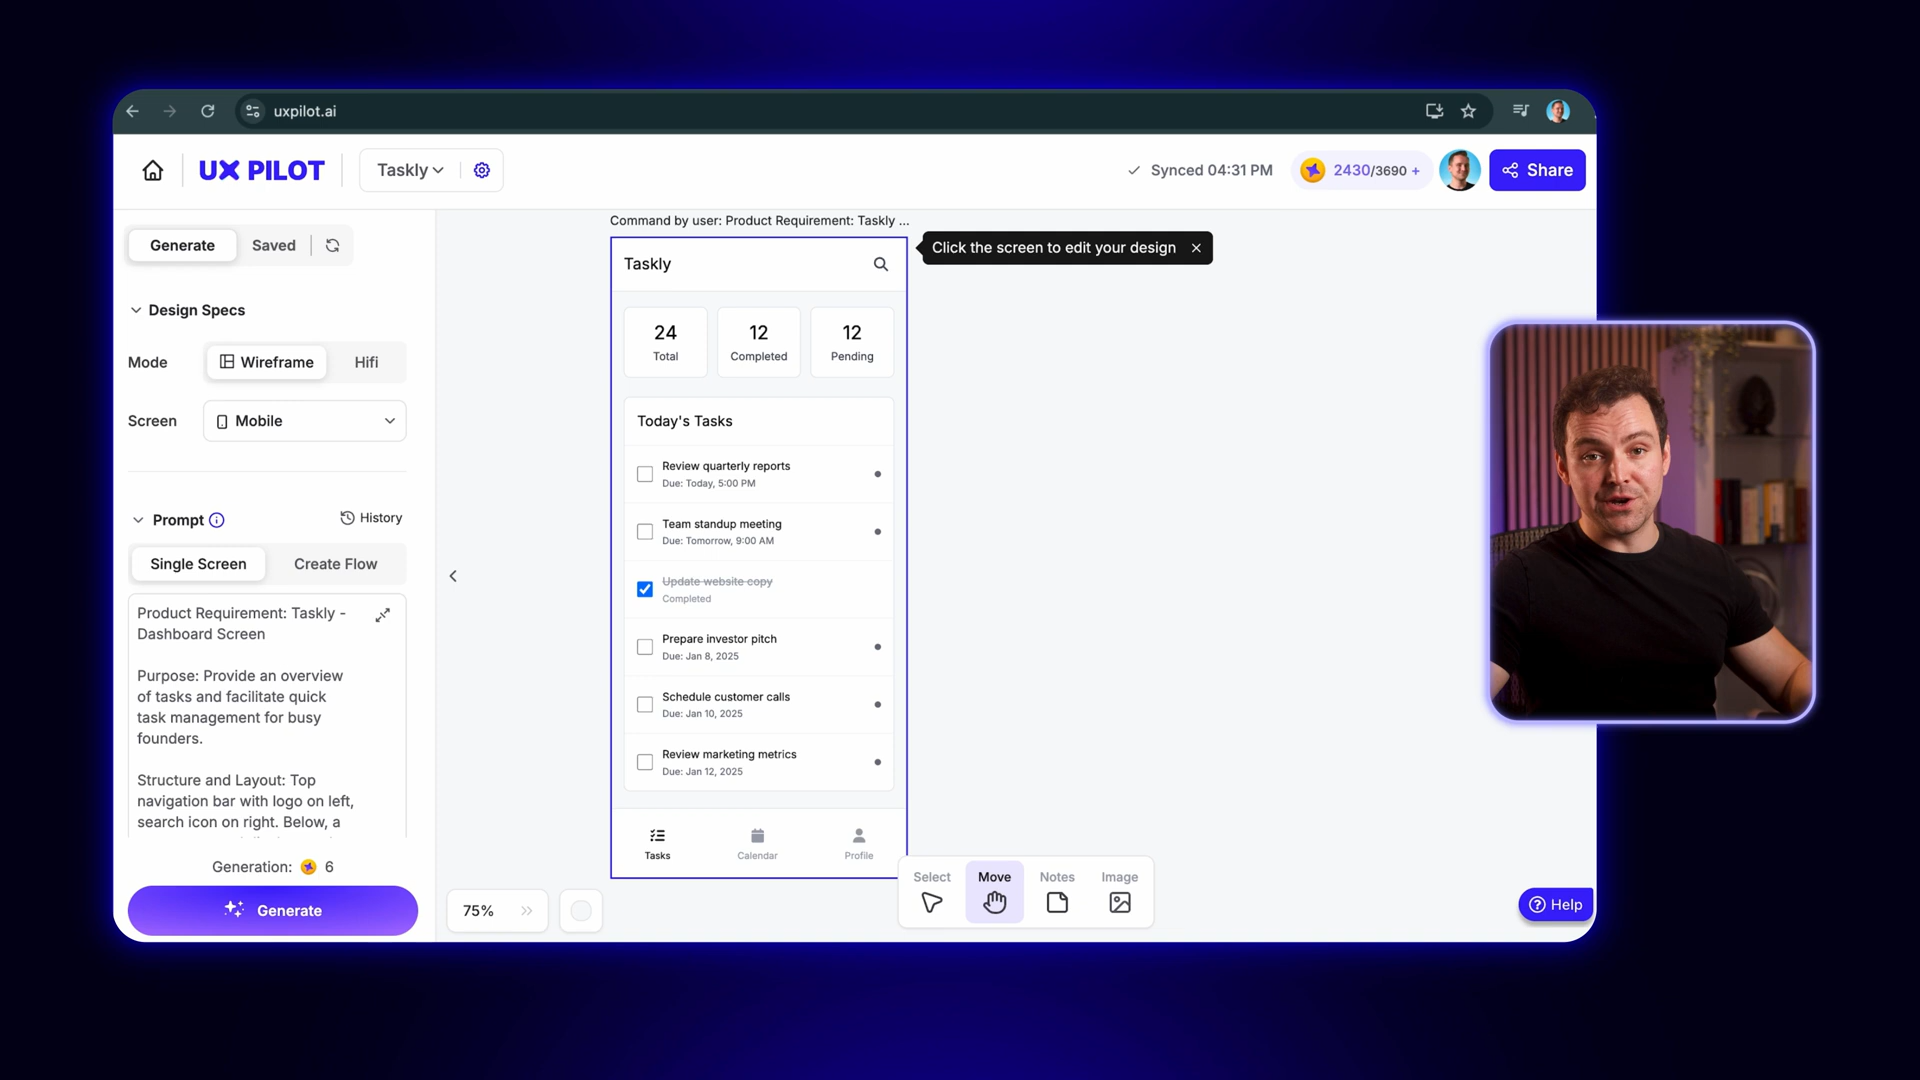 uxpilot.ai
UX PILOT
Taskly
Synced 04:31 PM
2430/3690 +
Share
Generate
Saved
Design Specs
Mode
Wireframe
Hifi
Screen
Mobile
Prompt
History
Single Screen
Create Flow
Product Requirement: Taskly -
Dashboard Screen
Purpose: Provide an overview
of tasks and facilitate quick
task management for busy
founders.
Structure and Layout: Top
navigation bar with logo on left,
search icon on right. Below, a
Generation: 6
Generate
Command by user: Product Requirement: Taskly ...
Click the screen to edit your design
Taskly
24
Total
12
Completed
12
Pending
Today's Tasks
Review quarterly reports
Due: Today, 5:00 PM
Team standup meeting
Due: Tomorrow, 9:00 AM
Update website copy
Completed
Prepare investor pitch
Due: Jan 8, 2025
Schedule customer calls
Due: Jan 10, 2025
Review marketing metrics
Due: Jan 12, 2025
Tasks
Calendar
Profile
75%
Select
Move
Notes
Image
Help